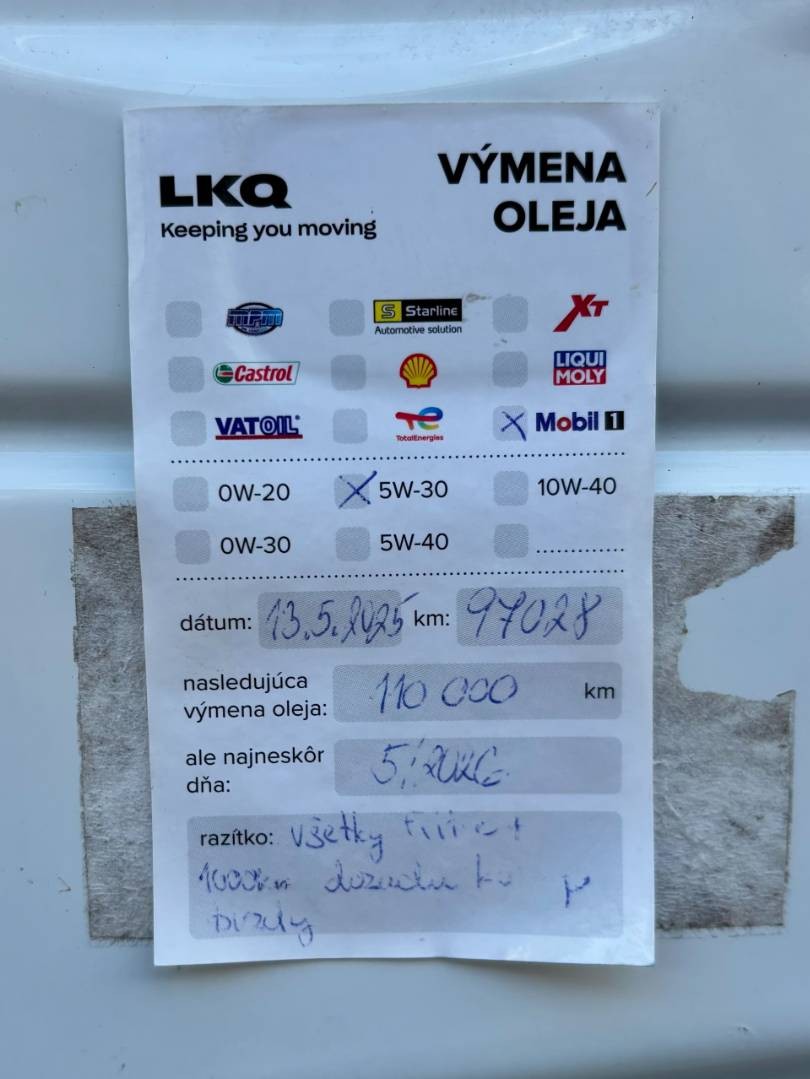 LKQ
Keeping you moving
VÝMENA
OLEJA
mpm
S Starline
Automotive solution
XT
Castrol
LIQUI
MOLY
VATOIL
TotalEnergies
X Mobil 1
0W-20 X 5W-30 10W-40
0W-30 5W-40 ................
dátum: 13.5.2025 km: 97028
nasledujúca
výmena oleja: 110 000 km
ale najneskôr
dňa: 5./2026
razítko: všetky
1000km dozadu